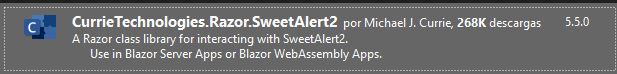 CurrieTechnologies.Razor.SweetAlert2 por Michael J. Currie, 268K descargas 5.5.0
A Razor class library for interacting with SweetAlert2.
Use in Blazor Server Apps or Blazor WebAssembly Apps.